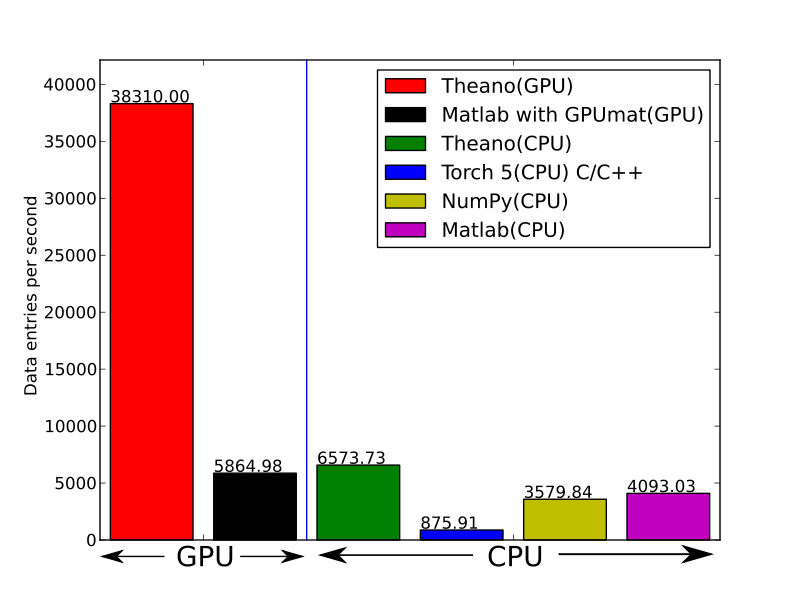 Data entries per second
40000
35000
30000
25000
20000
15000
10000
5000
0
38310.00
5864.98
6573.73
875.91
3579.84
4093.03
Theano(GPU)
Matlab with GPUmat(GPU)
Theano(CPU)
Torch 5(CPU) C/C++
NumPy(CPU)
Matlab(CPU)
GPU
CPU